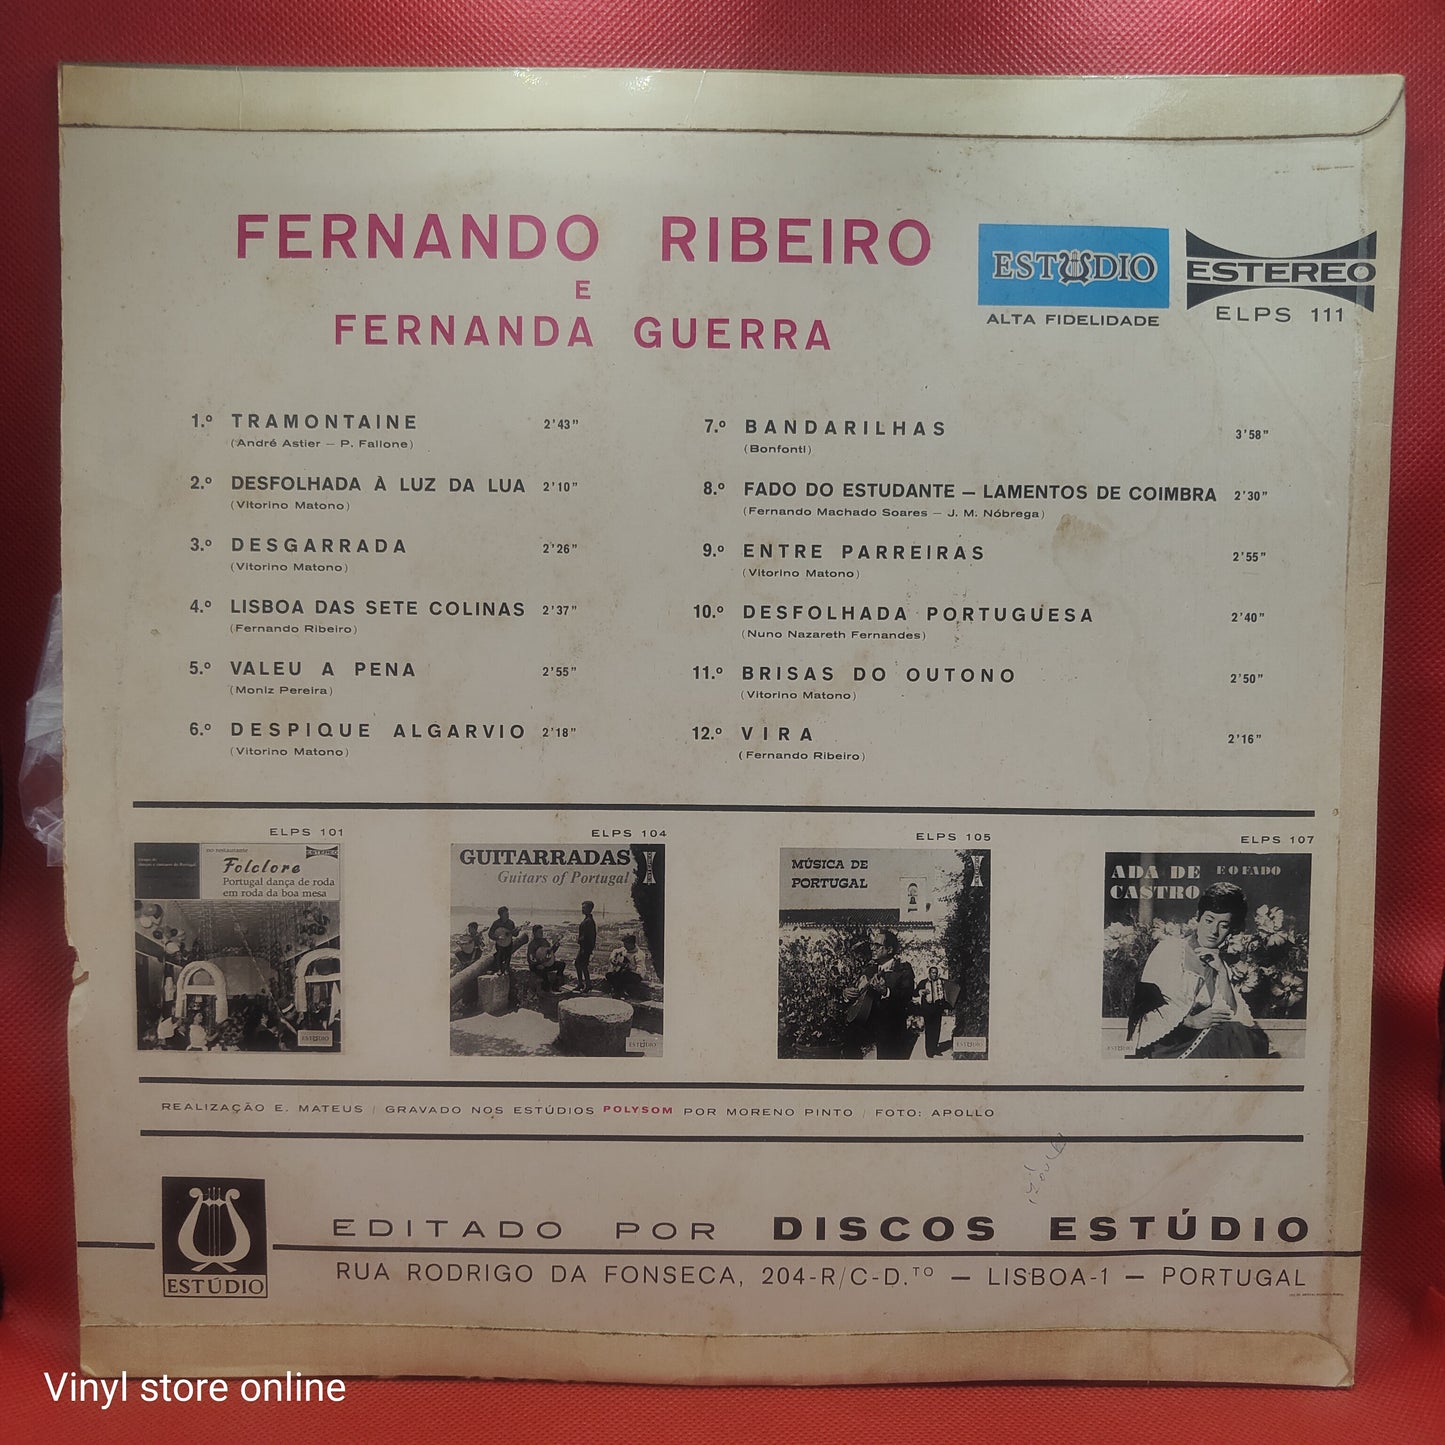 FERNANDO RIBEIRO
E
FERNANDA GUERRA
ESTÚDIO
ALTA FIDELIDADE
ESTEREO
ELPS 111
1.º TRAMONTAINE 2'43"
(André Astier — P. Fallone)
2.º DESFOLHADA À LUZ DA LUA 2'10"
(Vitorino Matono)
3.º DESGARRADA 2'26"
(Vitorino Matono)
4.º LISBOA DAS SETE COLINAS 2'37"
(Fernando Ribeiro)
5.º VALEU A PENA 2'55"
(Moniz Pereira)
6.º DESPIQUE ALGARVIO 2'18"
(Vitorino Matono)
7.º BANDARILHAS 3'58"
(Bonfonti)
8.º FADO DO ESTUDANTE — LAMENTOS DE COIMBRA 2'30"
(Fernando Machado Soares — J. M. Nóbrega)
9.º ENTRE PARREIRAS 2'55"
(Vitorino Matono)
10.º DESFOLHADA PORTUGUESA 2'40"
(Nuno Nazareth Fernandes)
11.º BRISAS DO OUTONO 2'50"
(Vitorino Matono)
12.º VIRA 2'16"
(Fernando Ribeiro)
ELPS 101
no restaurante
ESTEREO
Folclore
Portugal dança de roda
em roda da boa mesa
ESTÚDIO
ELPS 104
GUITARRADAS
Guitars of Portugal
ESTÚDIO
ELPS 105
MÚSICA DE
PORTUGAL
ESTÚDIO
ELPS 107
ADA DE
CASTRO
E O FADO
ESTÚDIO
REALIZAÇÃO E. MATEUS / GRAVADO NOS ESTÚDIOS POLYSOM POR MORENO PINTO / FOTO: APOLLO
ESTÚDIO
EDITADO POR DISCOS ESTÚDIO
RUA RODRIGO DA FONSECA, 204-R/C-D.TO — LISBOA-1 — PORTUGAL
Vinyl store online